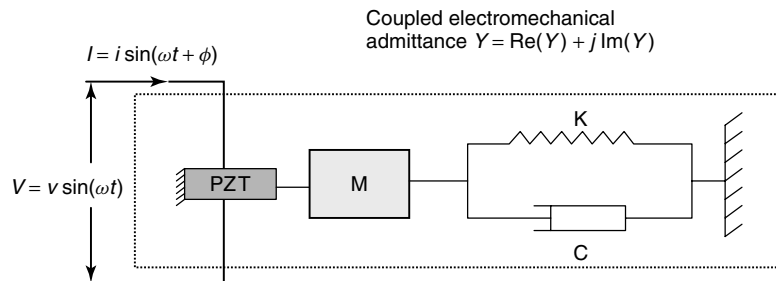 Coupled electromechanical
admittance Y = Re(Y) + j Im(Y)
I = i sin(ωt + ϕ)
K
PZT
M
V = v sin(ωt)
C